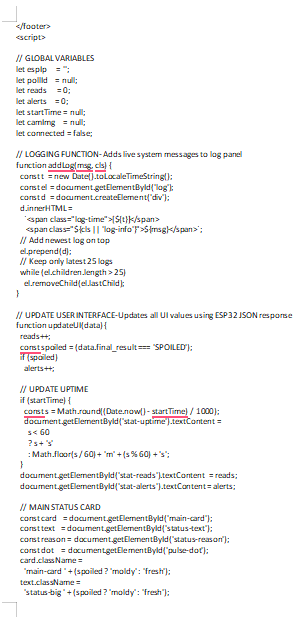 </footer>
<script>
// GLOBAL VARIABLES
let espIp = '';
let pollId = null;
let reads = 0;
let alerts = 0;
let startTime = null;
let camImg = null;
let connected = false;
// LOGGING FUNCTION- Adds live system messages to log panel
function addLog(msg, cls) {
const t = new Date().toLocaleTimeString();
const el = document.getElementById('log');
const d = document.createElement('div');
d.innerHTML =
`<span class="log-time">[${t}]</span>
<span class="${cls || 'log-info'}">${msg}</span>`;
// Add newest log on top
el.prepend(d);
// Keep only latest 25 logs
while (el.children.length > 25)
el.removeChild(el.lastChild);
}
// UPDATE USER INTERFACE-Updates all UI values using ESP32 JSON response
function updateUI(data) {
reads++;
const spoiled = (data.final_result === 'SPOILED');
if (spoiled)
alerts++;
// UPDATE UPTIME
if (startTime) {
const s = Math.round((Date.now() - startTime) / 1000);
document.getElementById('stat-uptime').textContent =
s < 60
? s + 's'
: Math.floor(s / 60) + 'm' + (s % 60) + 's';
}
document.getElementById('stat-reads').textContent = reads;
document.getElementById('stat-alerts').textContent = alerts;
// MAIN STATUS CARD
const card = document.getElementById('main-card');
const text = document.getElementById('status-text');
const reason = document.getElementById('status-reason');
const dot = document.getElementById('pulse-dot');
card.className =
'main-card ' + (spoiled ? 'moldy' : 'fresh');
text.className =
'status-big ' + (spoiled ? 'moldy' : 'fresh');